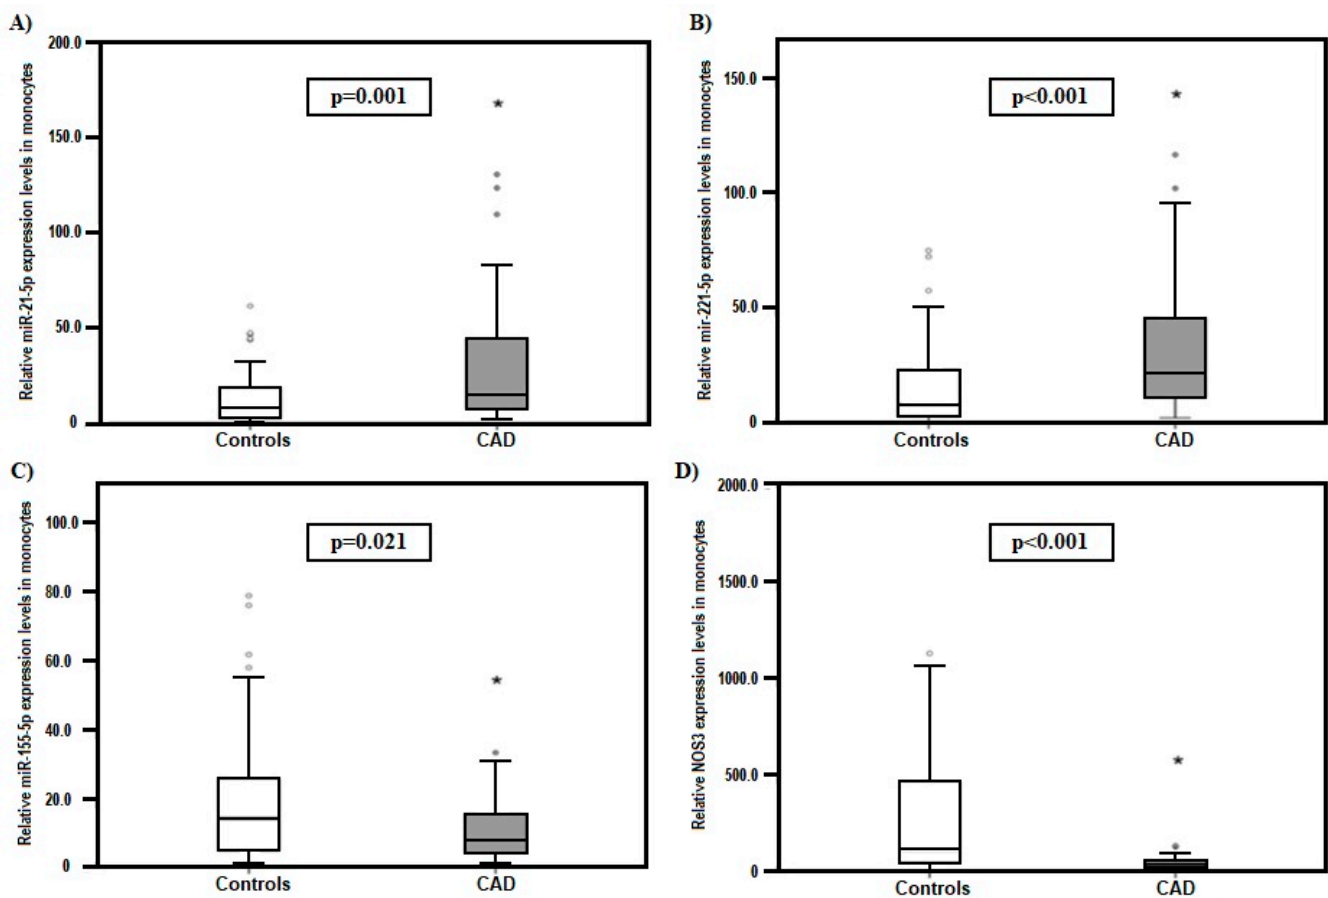 A)
Relative miR-21-5p expression levels in monocytes
200.0
150.0
100.0
50.0
0
p=0.001
Controls
CAD
B)
Relative mir-221-5p expression levels in monocytes
150.0
100.0
50.0
0
p<0.001
Controls
CAD
C)
Relative miR-155-5p expression levels in monocytes
100.0
80.0
60.0
40.0
20.0
0
p=0.021
Controls
CAD
D)
Relative NOS3 expression levels in monocytes
2000.0
1500.0
1000.0
500.0
0
p<0.001
Controls
CAD